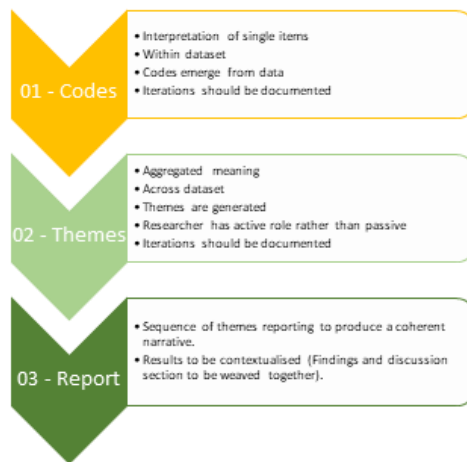 01 - Codes
• Interpretation of single items
• Within dataset
• Codes emerge from data
• Iterations should be documented
02 - Themes
• Aggregated meaning
• Across dataset
• Themes are generated
• Researcher has active role rather than passive
• Iterations should be documented
03 - Report
• Sequence of themes reporting to produce a coherent
narrative.
• Results to be contextualised (Findings and discussion
section to be weaved together).